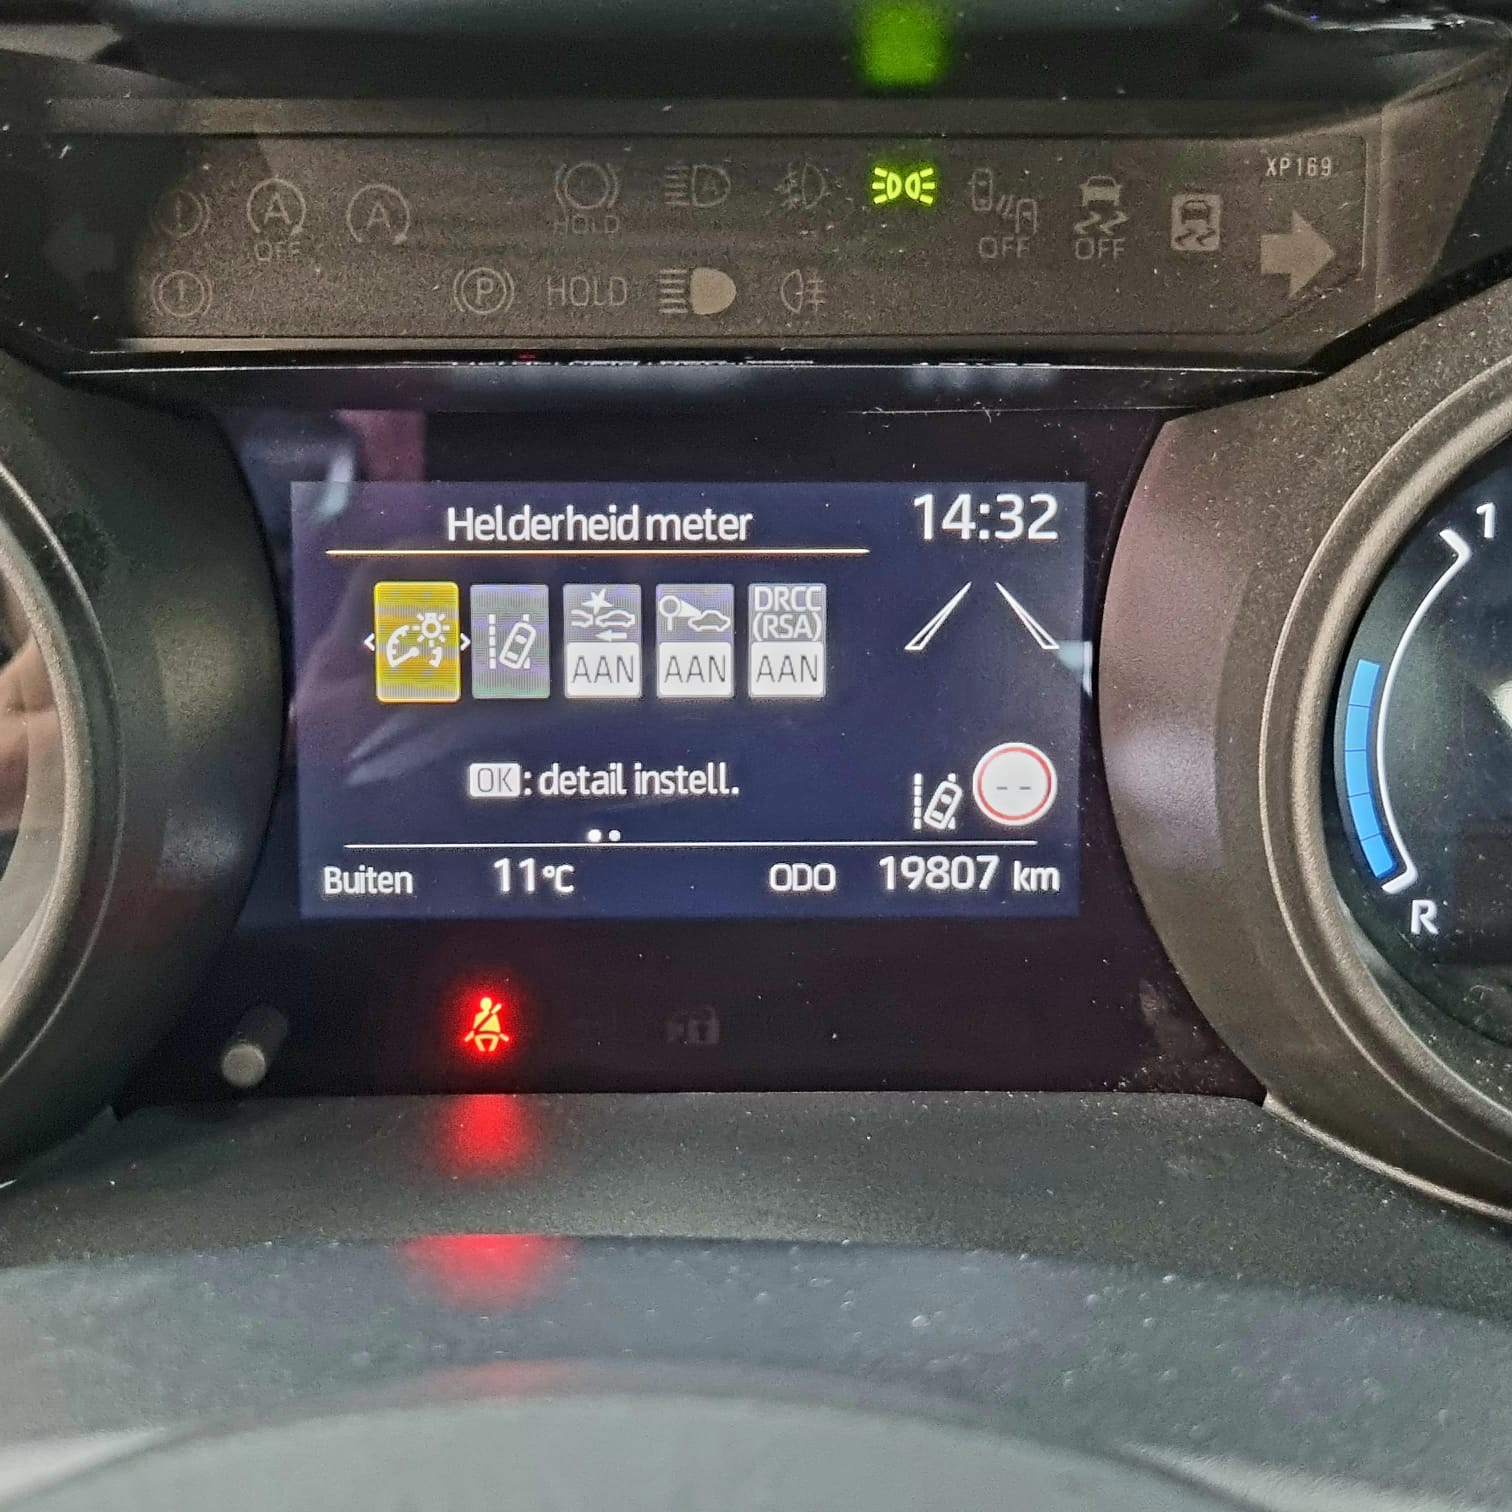 XP169
A
A
A
HOLD
OFF
OFF
OFF
P
HOLD
Helderheid meter
14:32
DRCC
(RSA)
AAN
AAN
AAN
OK : detail instell.
--
Buiten 11°C ODO 19807 km
1
R